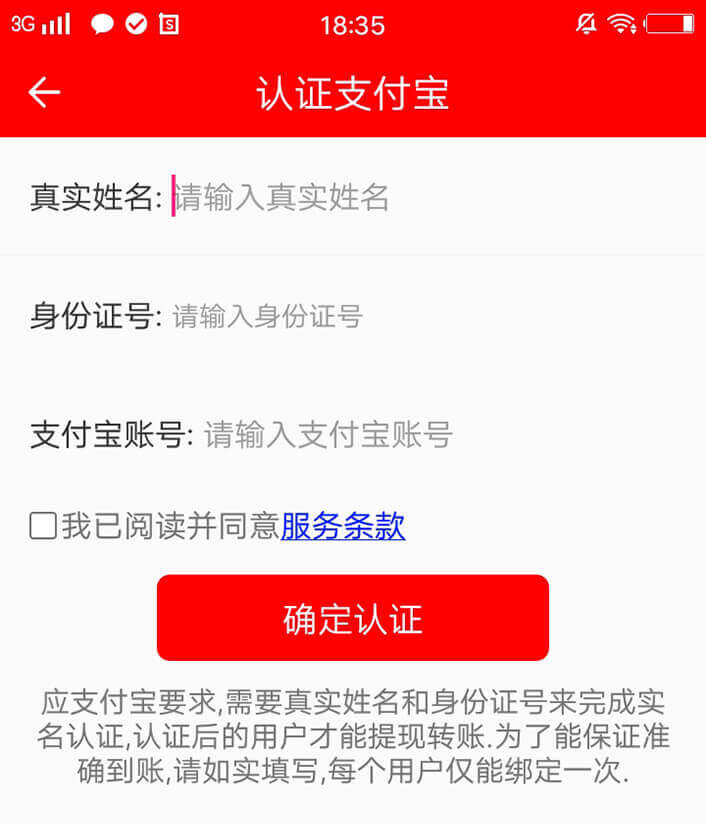 3G 18:35
认证支付宝
真实姓名: 请输入真实姓名
身份证号: 请输入身份证号
支付宝账号: 请输入支付宝账号
我已阅读并同意服务条款
确定认证
应支付宝要求,需要真实姓名和身份证号来完成实
名认证,认证后的用户才能提现转账.为了能保证准
确到账,请如实填写,每个用户仅能绑定一次.